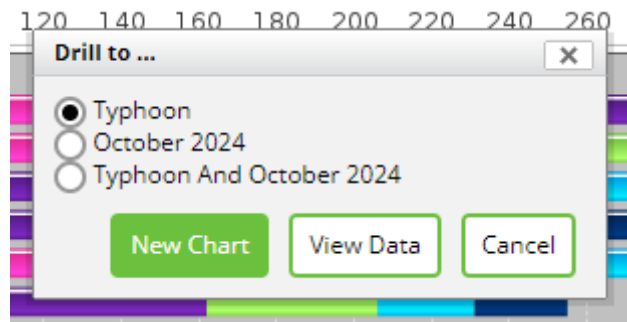 120 140 160 180 200 220 240 260
Drill to ...
Typhoon
October 2024
Typhoon And October 2024
New Chart View Data Cancel